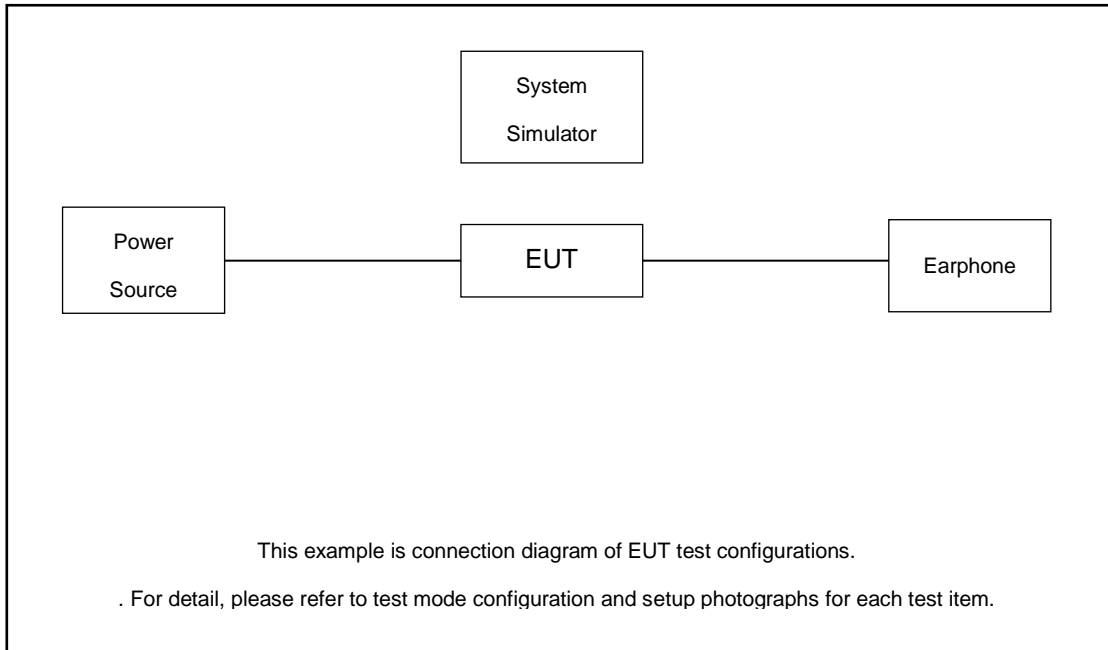 System
Simulator
Power
Source
EUT
Earphone
This example is connection diagram of EUT test configurations.
. For detail, please refer to test mode configuration and setup photographs for each test item.